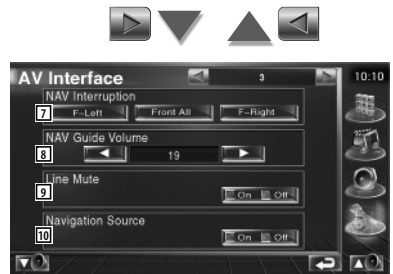 AV Interface 3 10:10
NAV Interruption
7 F-Left Front All F-Right
NAV Guide Volume
8 19
Line Mute
9 On Off
Navigation Source
10 On Off